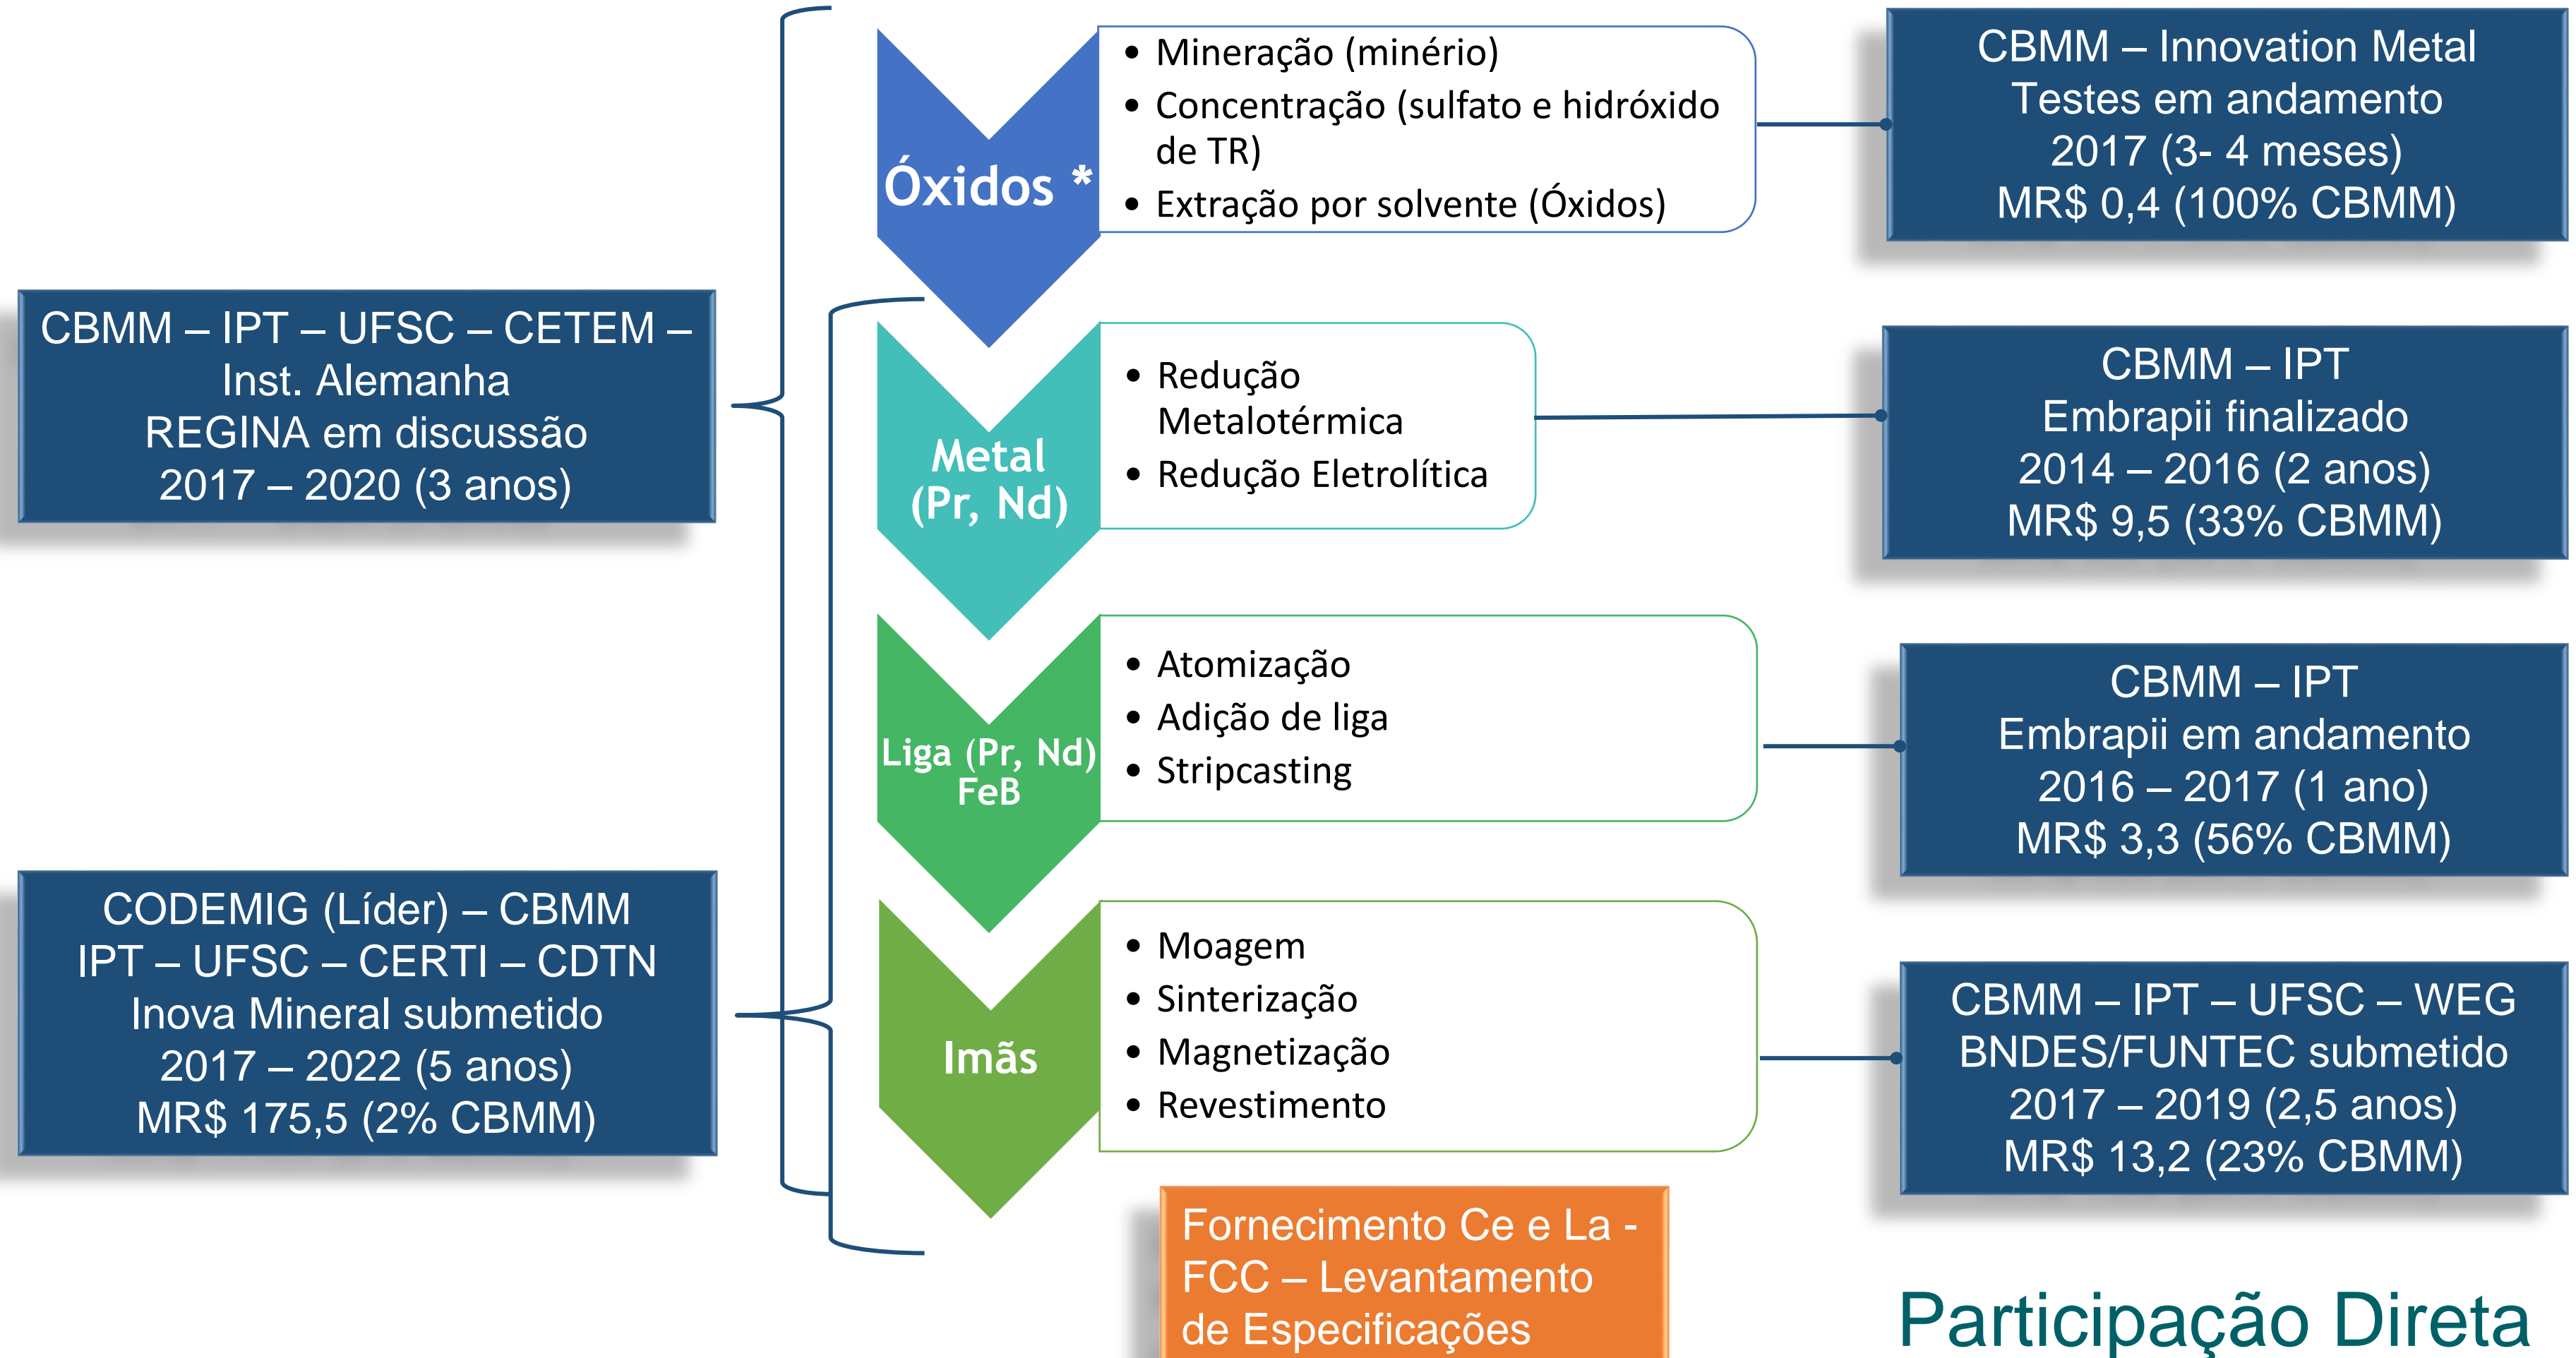 CBMM – IPT – UFSC – CETEM –
Inst. Alemanha
REGINA em discussão
2017 – 2020 (3 anos)
CODEMIG (Líder) – CBMM
IPT – UFSC – CERTI – CDTN
Inova Mineral submetido
2017 – 2022 (5 anos)
MR$ 175,5 (2% CBMM)
Óxidos *
• Mineração (minério)
• Concentração (sulfato e hidróxido
de TR)
• Extração por solvente (Óxidos)
CBMM – Innovation Metal
Testes em andamento
2017 (3- 4 meses)
MR$ 0,4 (100% CBMM)
Metal
(Pr, Nd)
• Redução
Metalotérmica
• Redução Eletrolítica
CBMM – IPT
Embrapii finalizado
2014 – 2016 (2 anos)
MR$ 9,5 (33% CBMM)
Liga (Pr, Nd)
FeB
• Atomização
• Adição de liga
• Stripcasting
CBMM – IPT
Embrapii em andamento
2016 – 2017 (1 ano)
MR$ 3,3 (56% CBMM)
Imãs
• Moagem
• Sinterização
• Magnetização
• Revestimento
CBMM – IPT – UFSC – WEG
BNDES/FUNTEC submetido
2017 – 2019 (2,5 anos)
MR$ 13,2 (23% CBMM)
Fornecimento Ce e La -
FCC – Levantamento
de Especificações
Participação Direta